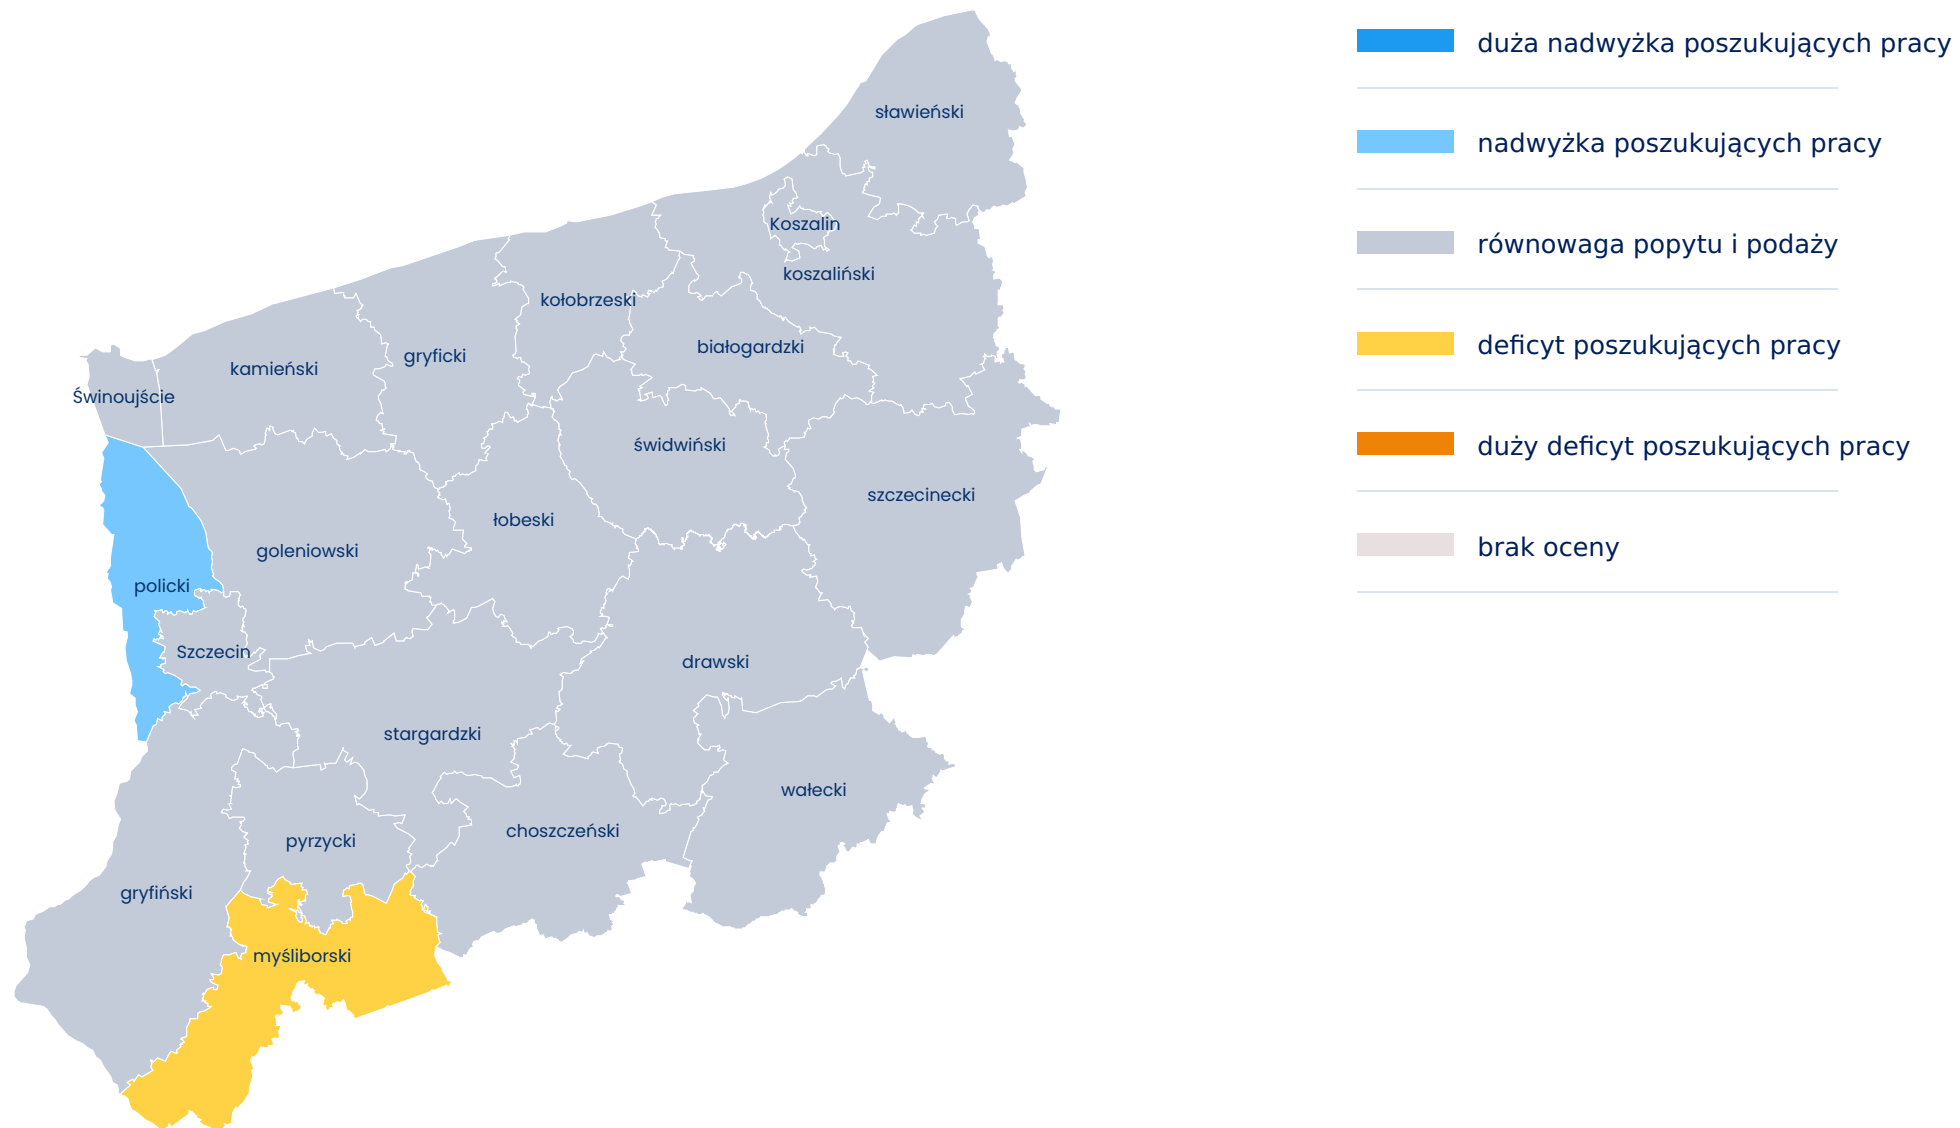 duża nadwyżka poszukujących pracy
nadwyżka poszukujących pracy
równowaga popytu i podaży
deficyt poszukujących pracy
duży deficyt poszukujących pracy
brak oceny
sławieński
Koszalin
koszaliński
kołobrzeski
białogardzki
gryficki
kamieński
Świnoujście
świdwiński
szczecinecki
łobeski
goleniowski
policki
Szczecin
drawski
stargardzki
wałecki
choszczeński
pyrzycki
gryfiński
myśliborski